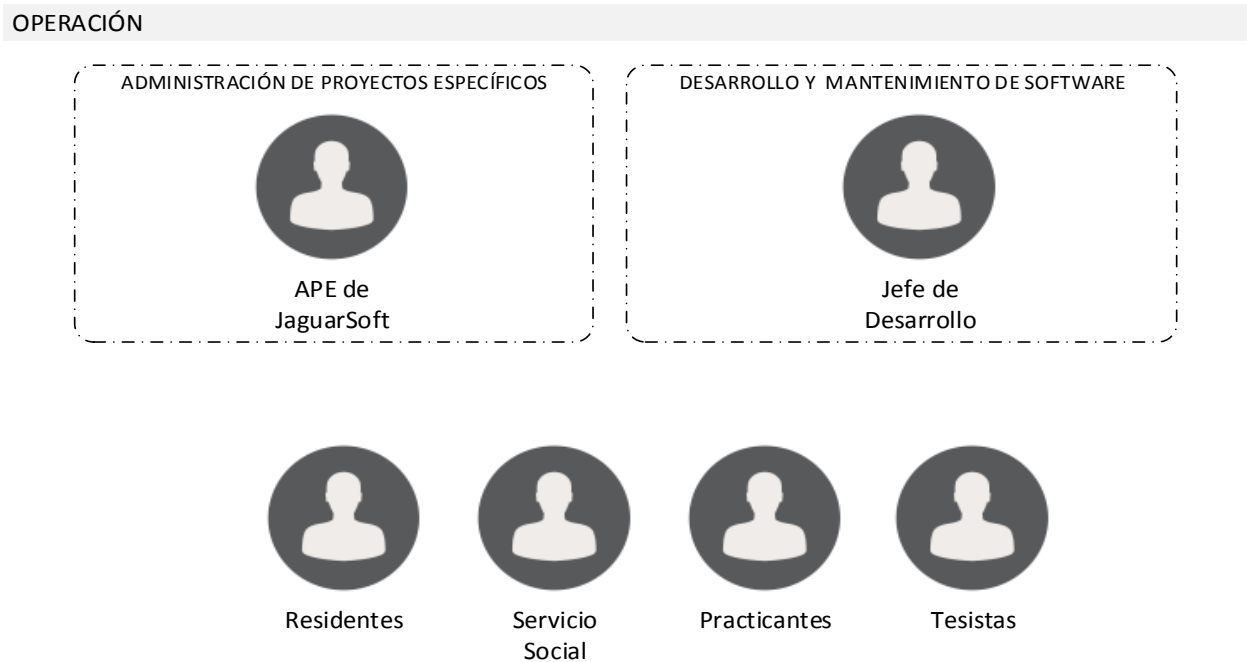 OPERACIÓN
ADMINISTRACIÓN DE PROYECTOS ESPECÍFICOS
APE de
JaguarSoft
DESARROLLO Y MANTENIMIENTO DE SOFTWARE
Jefe de
Desarrollo
Residentes
Servicio
Social
Practicantes
Tesistas